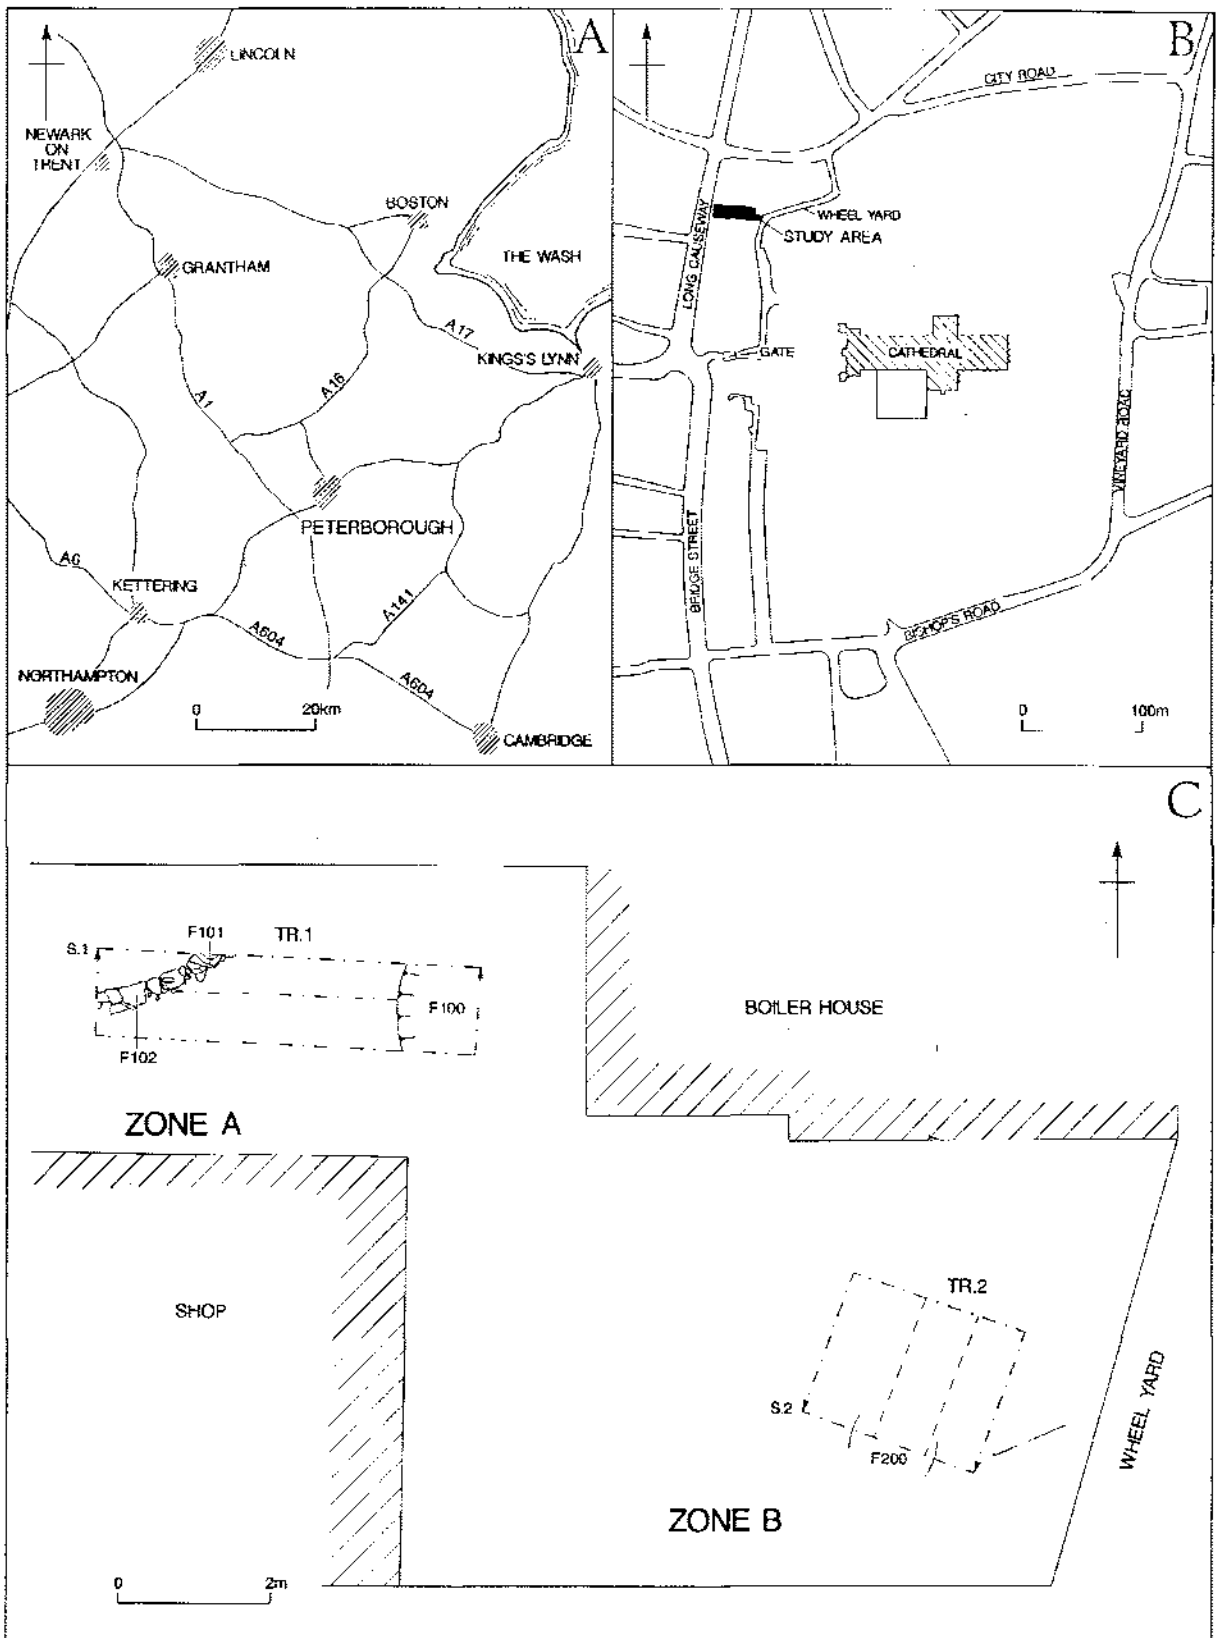 A
LINCOLN
NEWARK
ON
TRENT
BOSTON
GRANTHAM
THE WASH
A17
KINGS'S LYNN
A16
A1
PETERBOROUGH
A6
KETTERING
A141
A604
NORTHAMPTON
A604
0 20km
CAMBRIDGE
B
CITY ROAD
LONG CAUSEWAY
WHEEL YARD
STUDY AREA
GATE
CATHEDRAL
VINEYARD ROAD
BRIDGE STREET
BISHOP'S ROAD
0 100m
C
F101
TR.1
S.1
F100
F102
BOILER HOUSE
ZONE A
SHOP
TR.2
S.2
F200
WHEEL YARD
ZONE B
0 2m